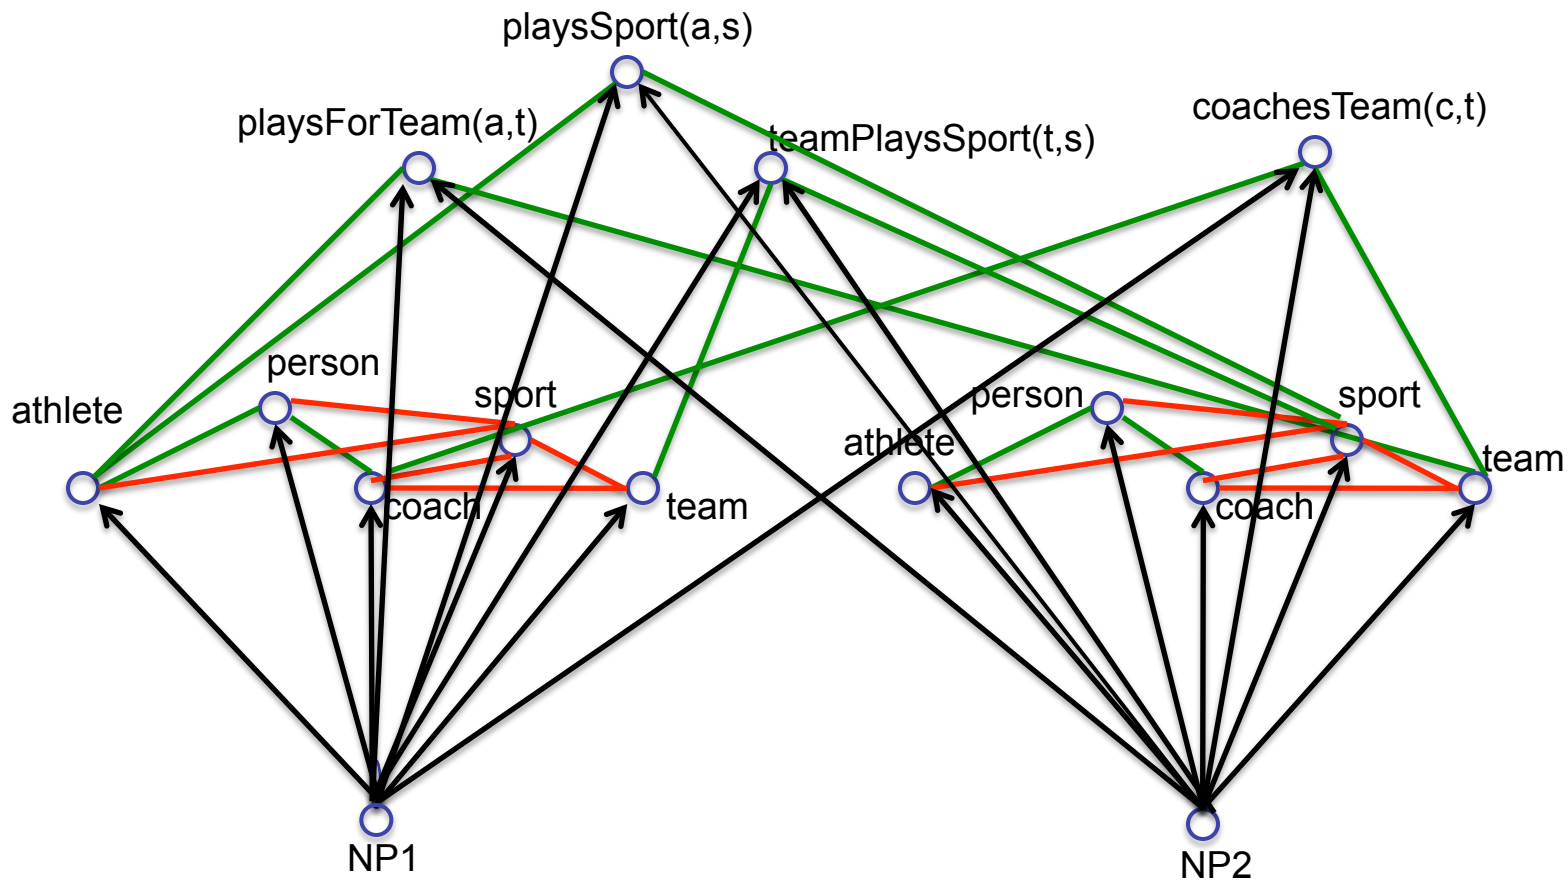 playsSport(a,s)
playsForTeam(a,t)
teamPlaysSport(t,s)
coachesTeam(c,t)
person
sport
athlete
coach
team
person
sport
athlete
coach
team
NP1
NP2